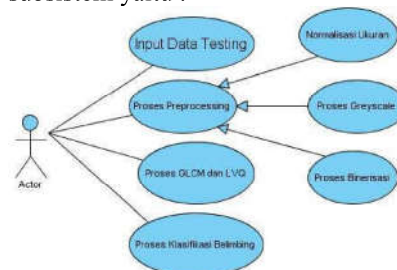 Input Data Testing
Normalisasi Ukuran
Proses Preprocessing
Proses Greyscale
Actor
Proses GLCM dan LVQ
Proses Binerisasi
Proses Klasifikasi Belimbing